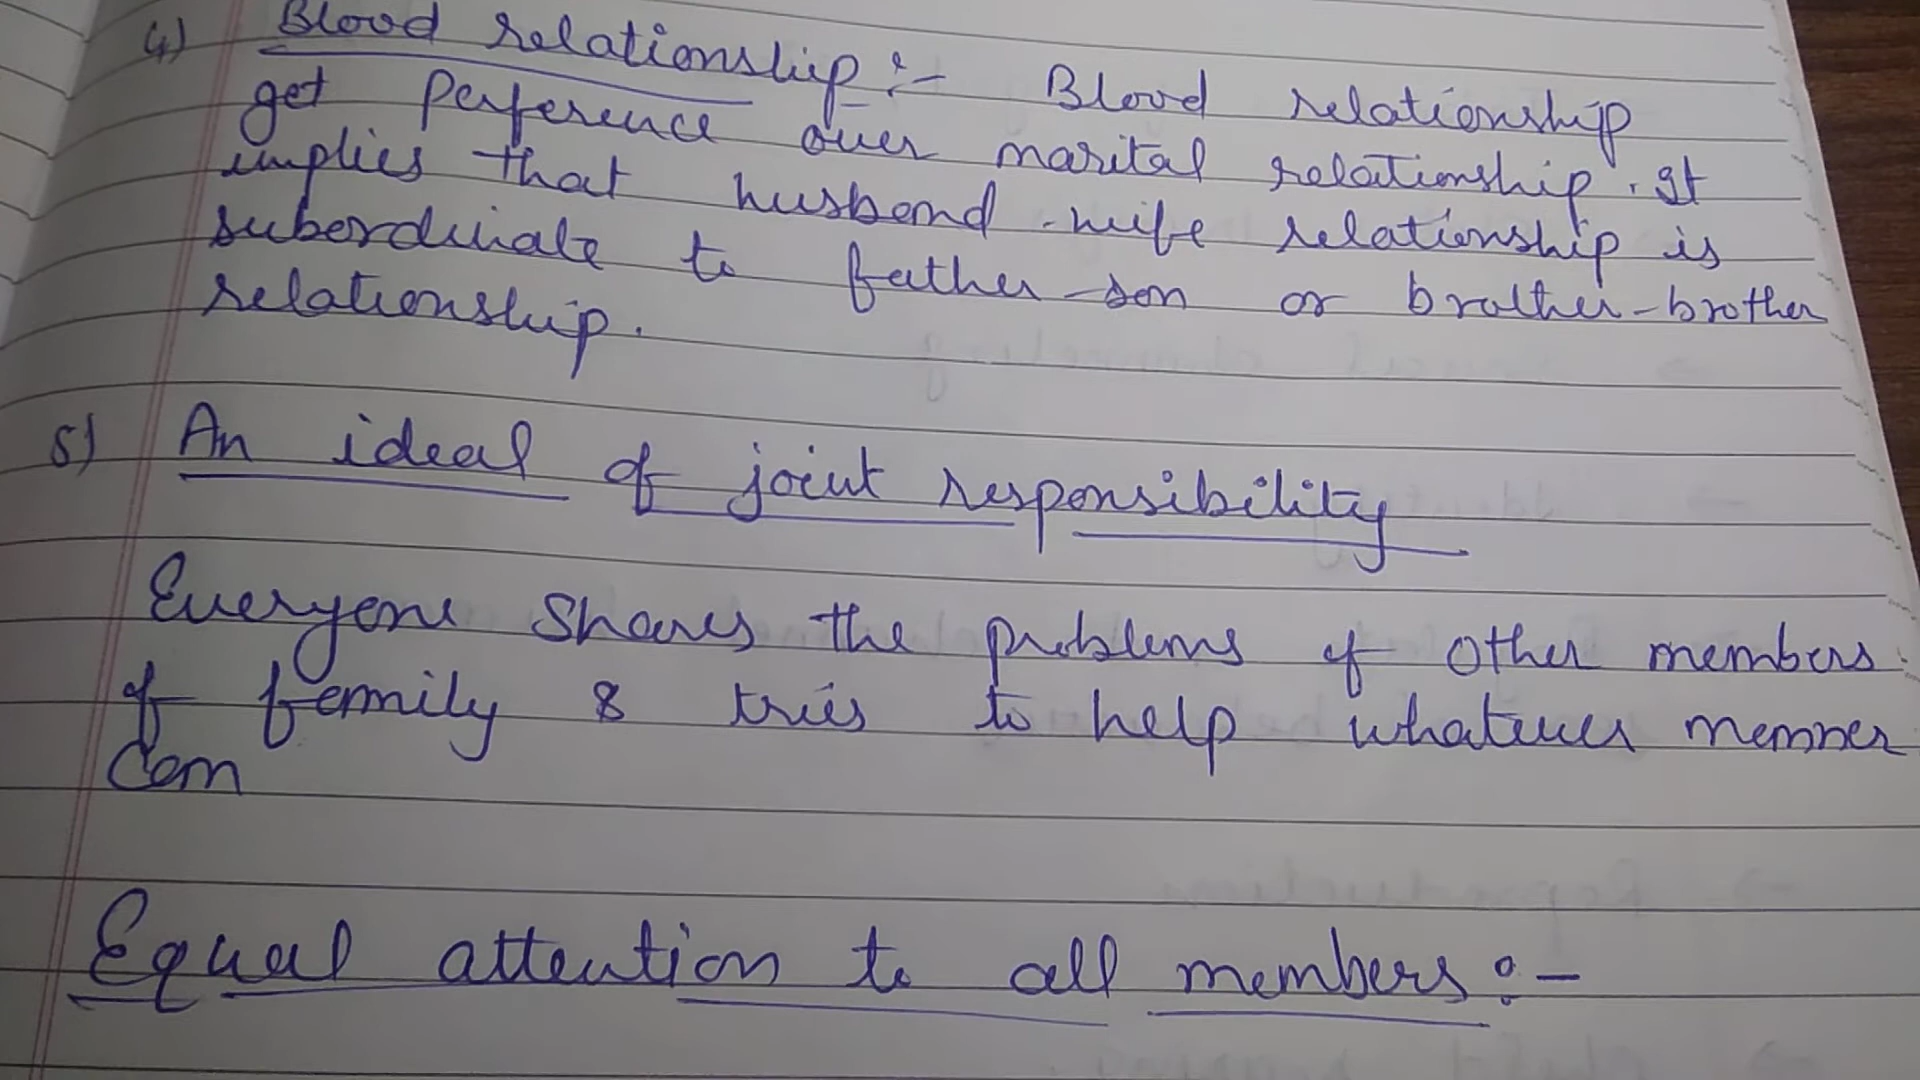 4) Blood relationship :- Blood relationship
get perference over marital relationship. It
implies that husband-wife relationship is
subordinate to father-son or brother-brother
relationship.
5) An ideal of joint responsibility
Everyone shares the problems of other members
of family & tries to help whatever memner
can
Equal attention to all members :-